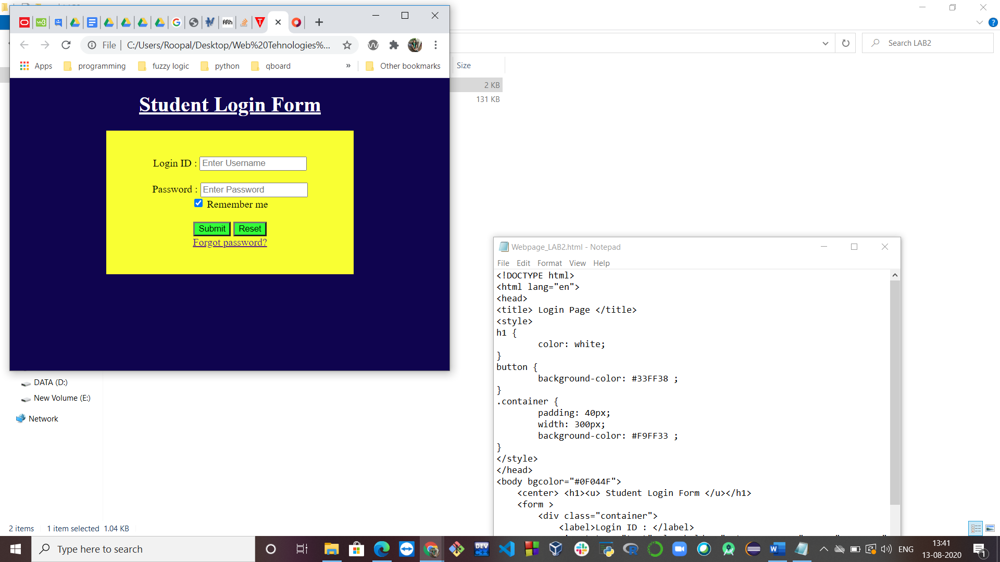 File
C:/Users/Roopal/Desktop/Web%20Tehnologies%...
Apps
programming
fuzzy logic
python
qboard
»
Other bookmarks
Student Login Form
Login ID :
Enter Username
Password :
Enter Password
Remember me
Submit
Reset
Forgot password?
Search LAB2
Size
2 KB
131 KB
DATA (D:)
New Volume (E:)
Network
2 items
1 item selected 1.04 KB
Webpage_LAB2.html - Notepad
File Edit Format View Help
<!DOCTYPE html>
<html lang="en">
<head>
<title> Login Page </title>
<style>
h1 {
color: white;
}
button {
background-color: #33FF38 ;
}
.container {
padding: 40px;
width: 300px;
background-color: #F9FF33 ;
}
</style>
</head>
<body bgcolor="#0F044F">
<center> <h1><u> Student Login Form </u></h1>
<form >
<div class="container">
<label>Login ID : </label>
Type here to search
ENG
13:41
13-08-2020
1